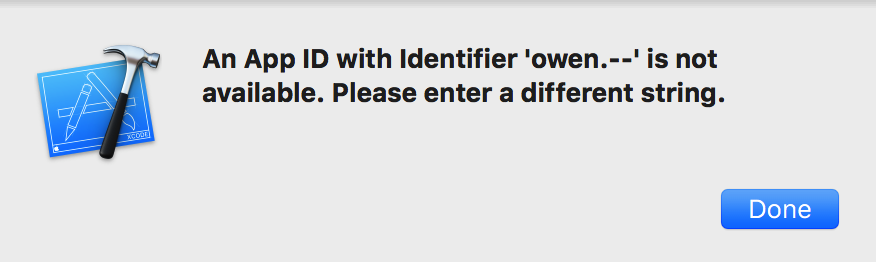 An App ID with Identifier 'owen.--' is not
available. Please enter a different string.
XCODE
Done